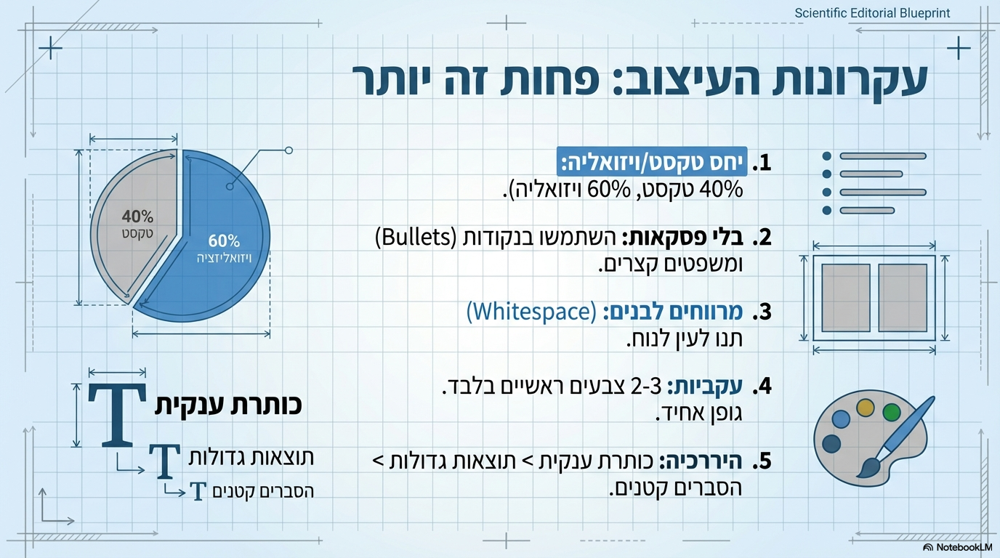 Scientific Editorial Blueprint
עקרונות העיצוב: פחות זה יותר
1. יחס טקסט/ויזואליה:
40% טקסט, 60% ויזואליה).
2. בלי פסקאות: השתמשו בנקודות (Bullets)
ומשפטים קצרים.
3. מרווחים לבנים: (Whitespace)
תנו לעין לנוח.
4. עקביות: 2-3 צבעים ראשיים בלבד.
גופן אחיד.
5. היררכיה: כותרת ענקית > תוצאות גדולות >
הסברים קטנים.
40%
טקסט
60%
ויזואליזציה
T כותרת ענקית
T תוצאות גדולות
T הסברים קטנים
NotebookLM